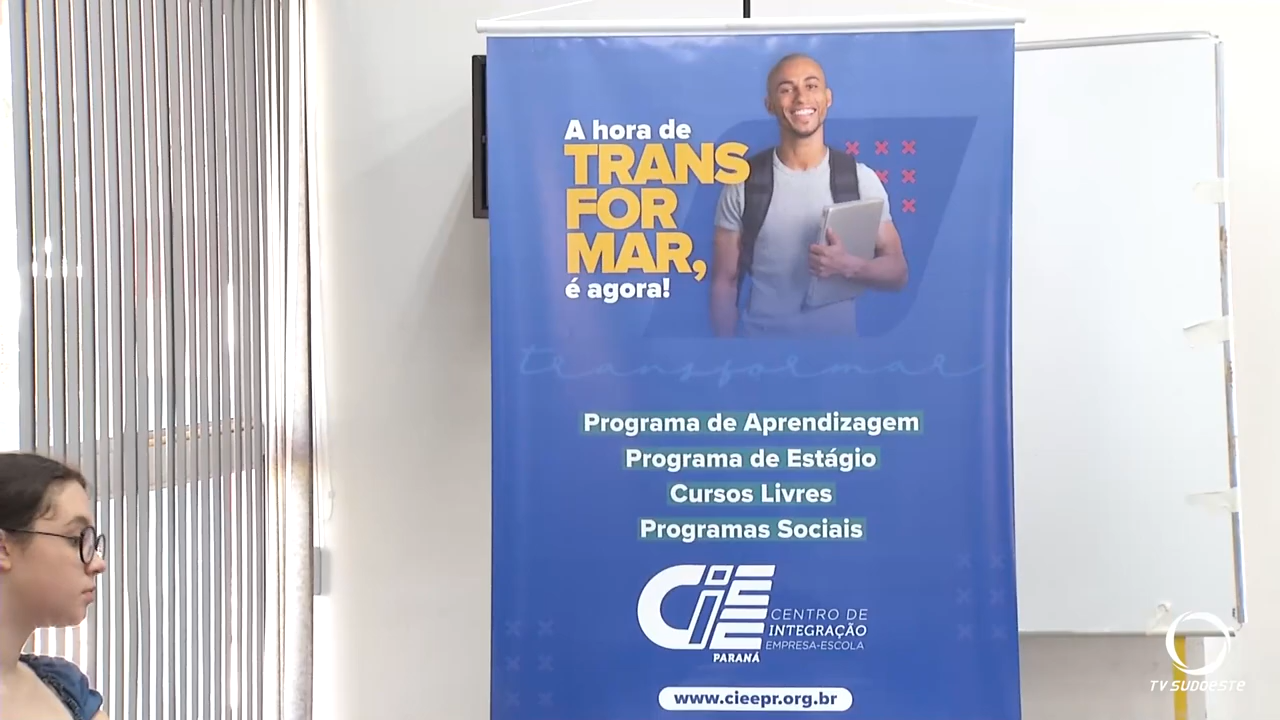 A hora de
TRANS
FOR
MAR,
é agora!
transformar
Programa de Aprendizagem
Programa de Estágio
Cursos Livres
Programas Sociais
CIEE
CENTRO DE
INTEGRAÇÃO
EMPRESA-ESCOLA
PARANÁ
www.cieepr.org.br
TV SUDOESTE